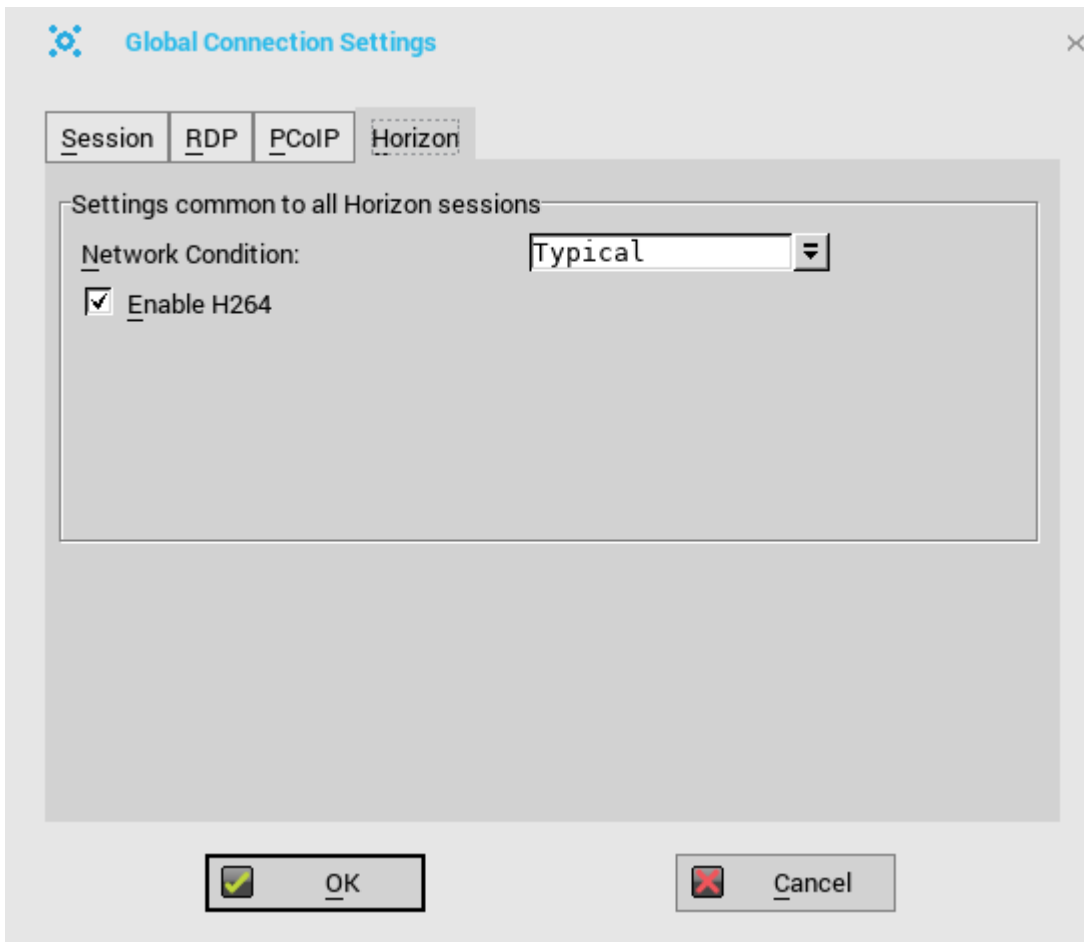 Global Connection Settings
Session RDP PCoIP Horizon
Settings common to all Horizon sessions
Network Condition: Typical
Enable H264
OK Cancel